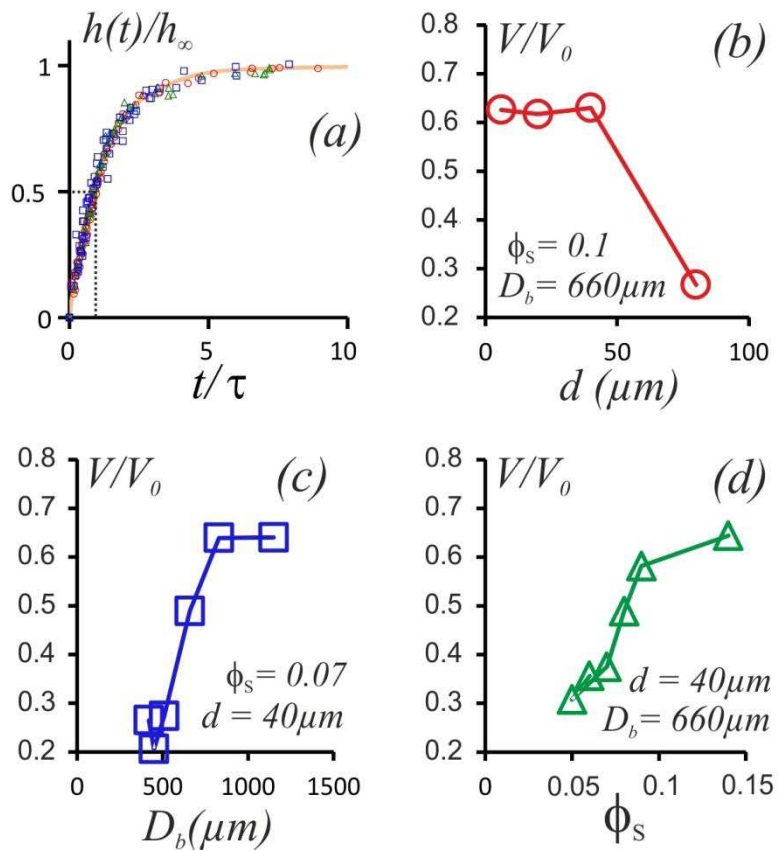 h(t)/h∞
(a)
1
0.5
0
0 5 10
t/τ
V/V₀
(b)
0.8
0.7
0.6
0.5
0.4
0.3
0.2
ϕs = 0.1
D_b = 660µm
0 50 100
d (µm)
V/V₀
(c)
0.8
0.7
0.6
0.5
0.4
0.3
0.2
ϕs = 0.07
d = 40µm
0 500 1000 1500
D_b(µm)
V/V₀
(d)
0.8
0.7
0.6
0.5
0.4
0.3
0.2
d = 40µm
D_b = 660µm
0 0.05 0.1 0.15
ϕs